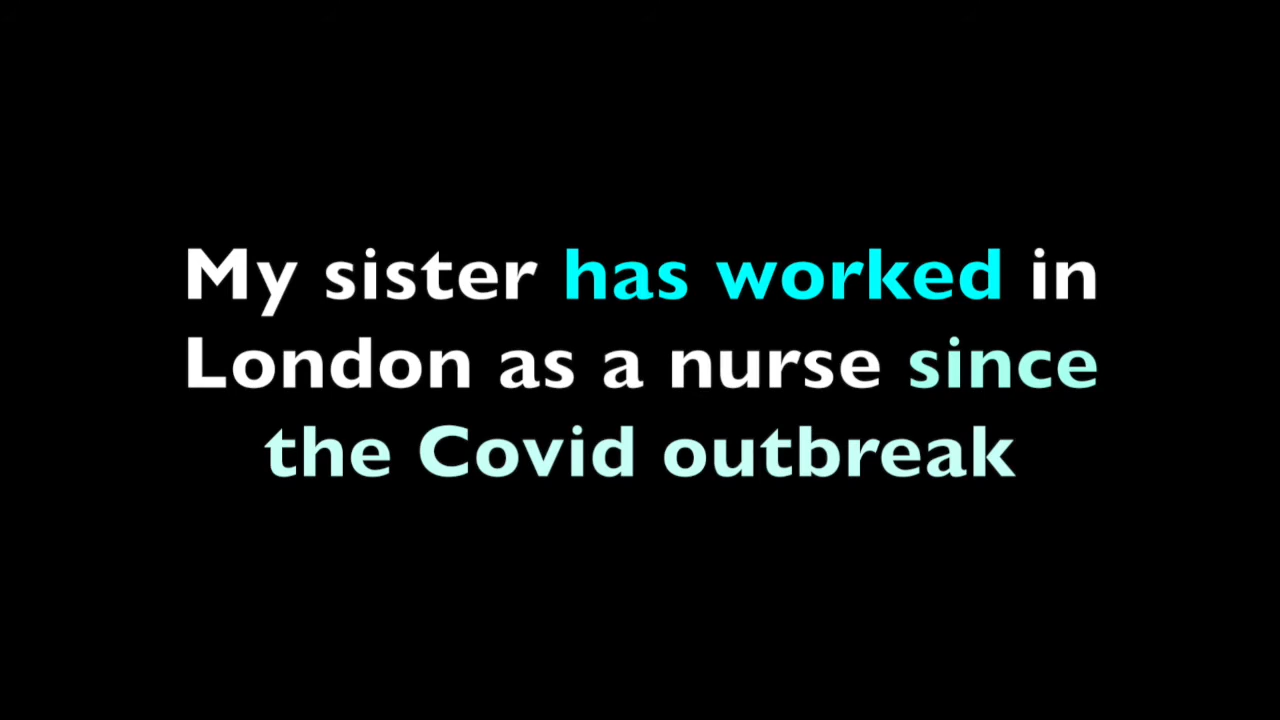 My sister has worked in
London as a nurse since
the Covid outbreak